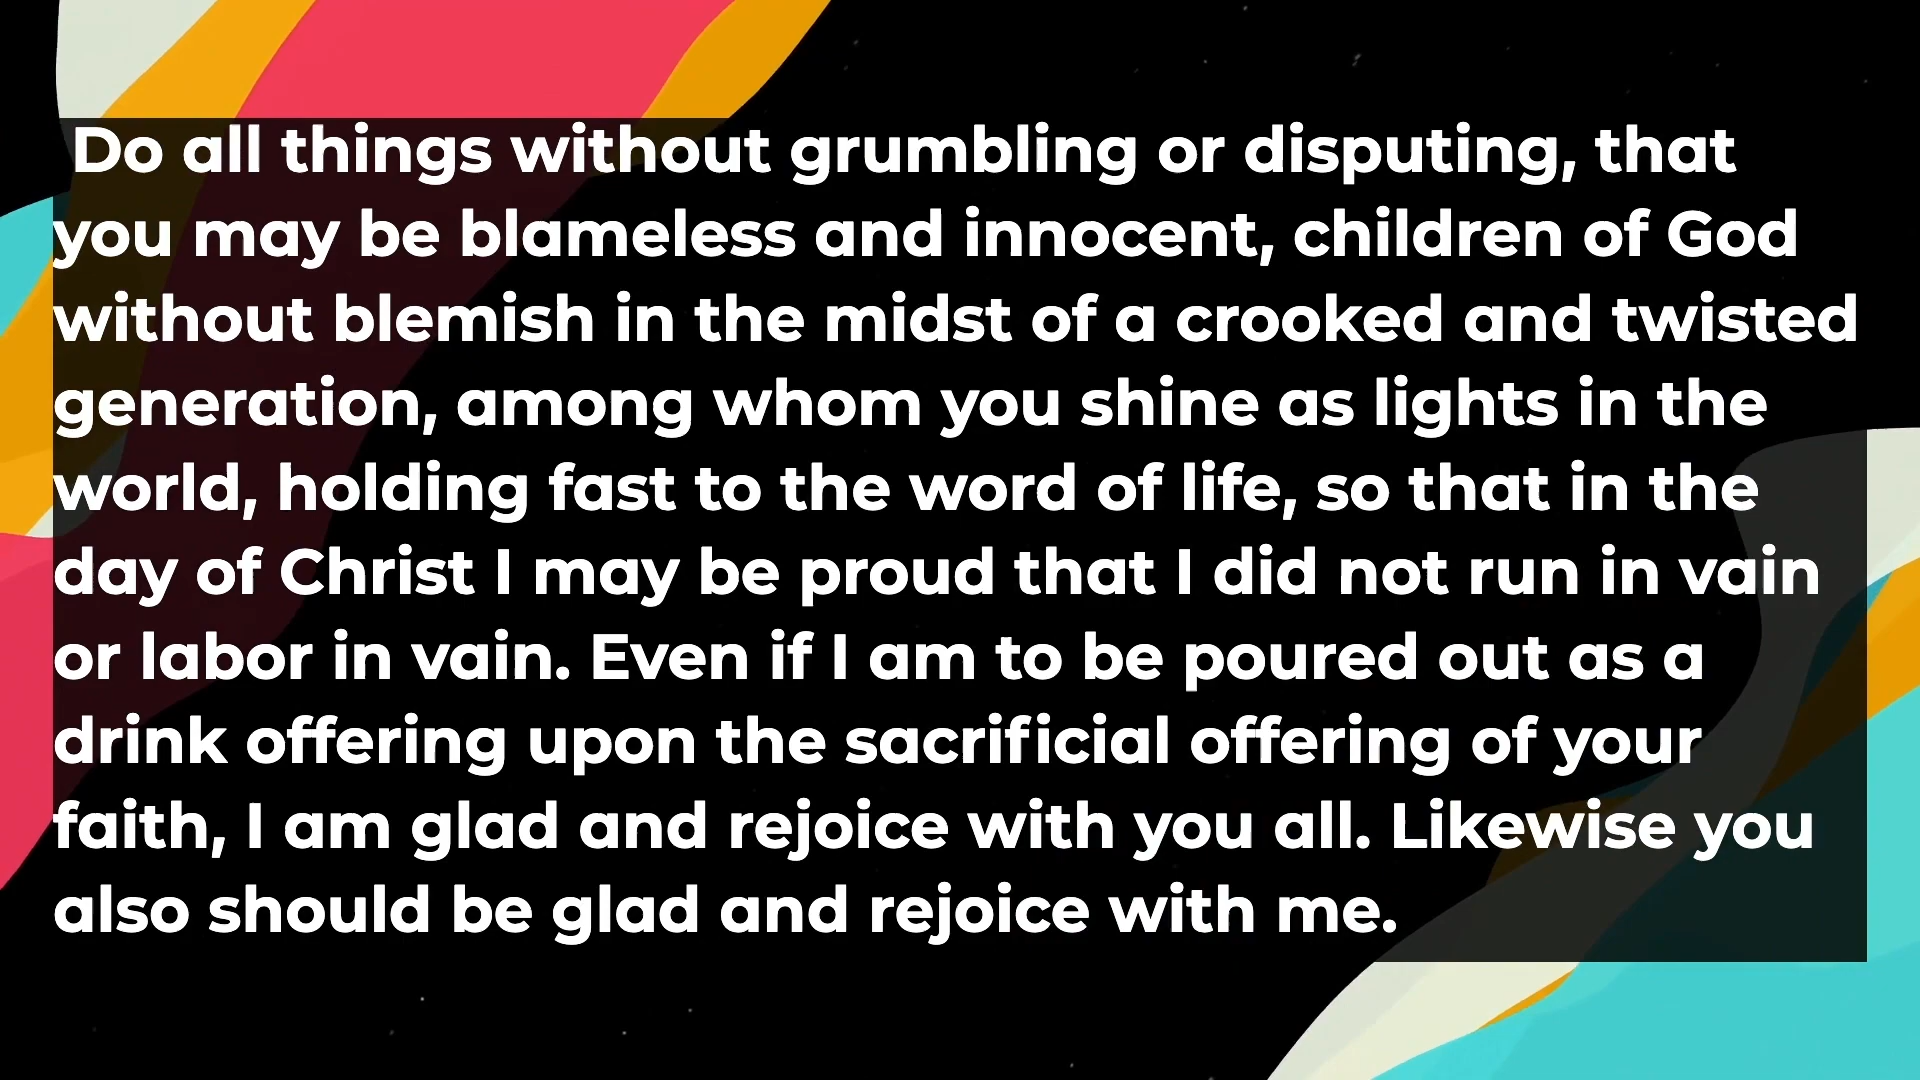 Do all things without grumbling or disputing, that
you may be blameless and innocent, children of God
without blemish in the midst of a crooked and twisted
generation, among whom you shine as lights in the
world, holding fast to the word of life, so that in the
day of Christ I may be proud that I did not run in vain
or labor in vain. Even if I am to be poured out as a
drink offering upon the sacrificial offering of your
faith, I am glad and rejoice with you all. Likewise you
also should be glad and rejoice with me.